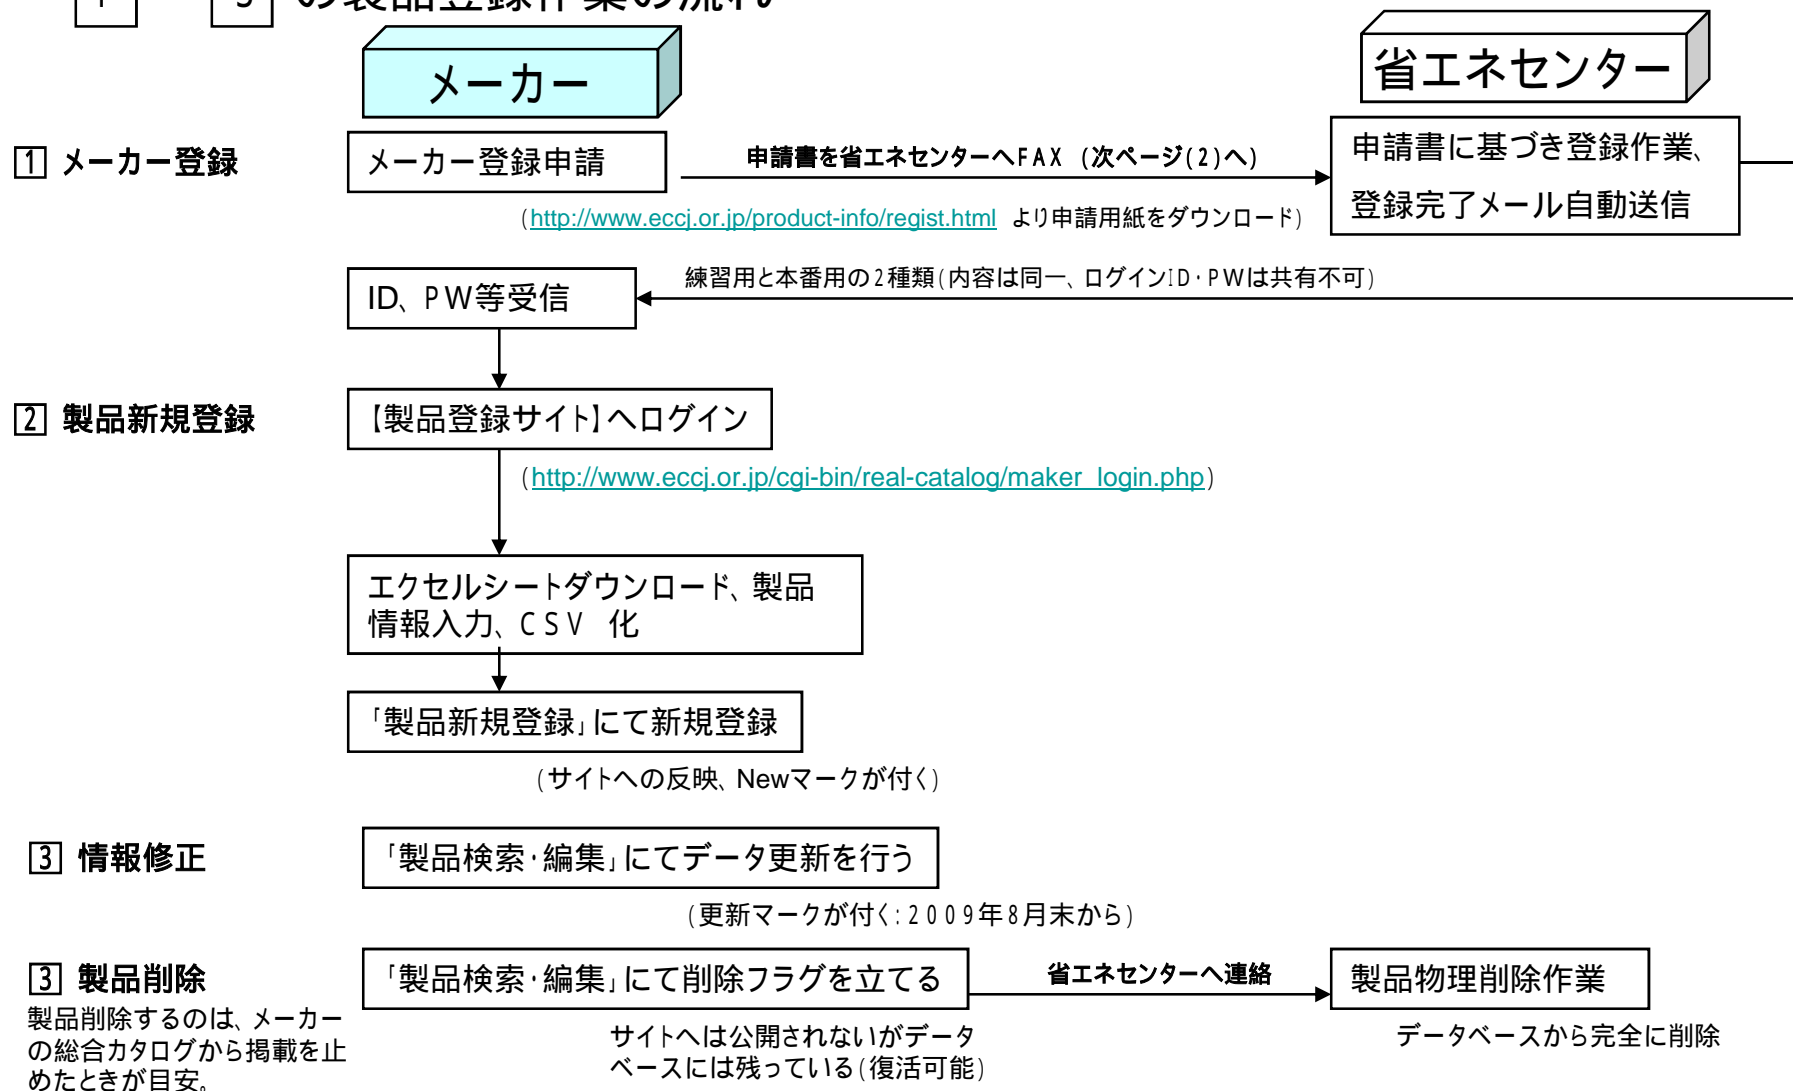 の製品登録作業の流れ
メーカー
省エネセンター
1 メーカー登録
メーカー登録申請
申請書を省エネセンターへFAX (次ページ(2)へ)
申請書に基づき登録作業、
登録完了メール自動送信
(http://www.eccj.or.jp/product-info/regist.html より申請用紙をダウンロード)
ID、PW等受信
練習用と本番用の2種類(内容は同一、ログインID・PWは共有不可)
2 製品新規登録
【製品登録サイト】へログイン
(http://www.eccj.or.jp/cgi-bin/real-catalog/maker_login.php)
エクセルシートダウンロード、製品
情報入力、CSV 化
「製品新規登録」にて新規登録
(サイトへの反映、Newマークが付く)
3 情報修正
「製品検索・編集」にてデータ更新を行う
(更新マークが付く:2009年8月末から)
3 製品削除
「製品検索・編集」にて削除フラグを立てる
省エネセンターへ連絡
製品物理削除作業
製品削除するのは、メーカー
の総合カタログから掲載を止
めたときが目安。
サイトへは公開されないがデータ
ベースには残っている(復活可能)
データベースから完全に削除